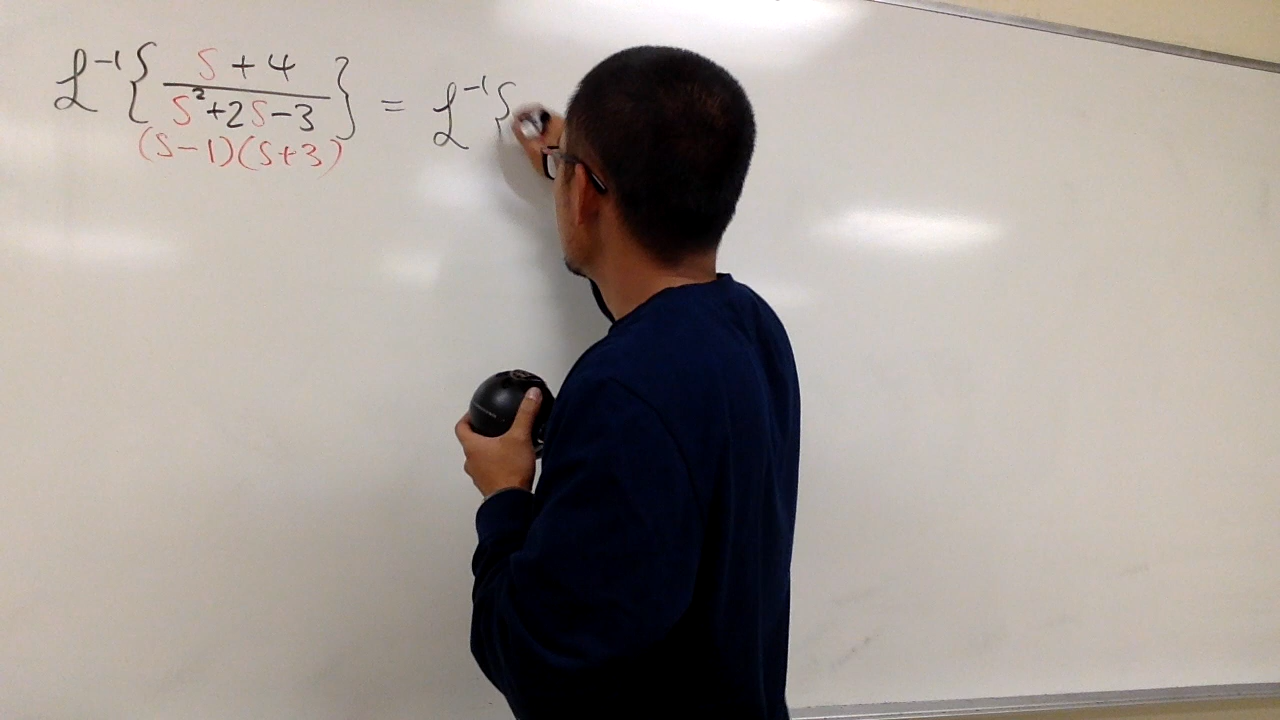 ℒ⁻¹{ (s + 4) / (s² + 2s − 3) } = ℒ⁻¹{
(s−1)(s+3)